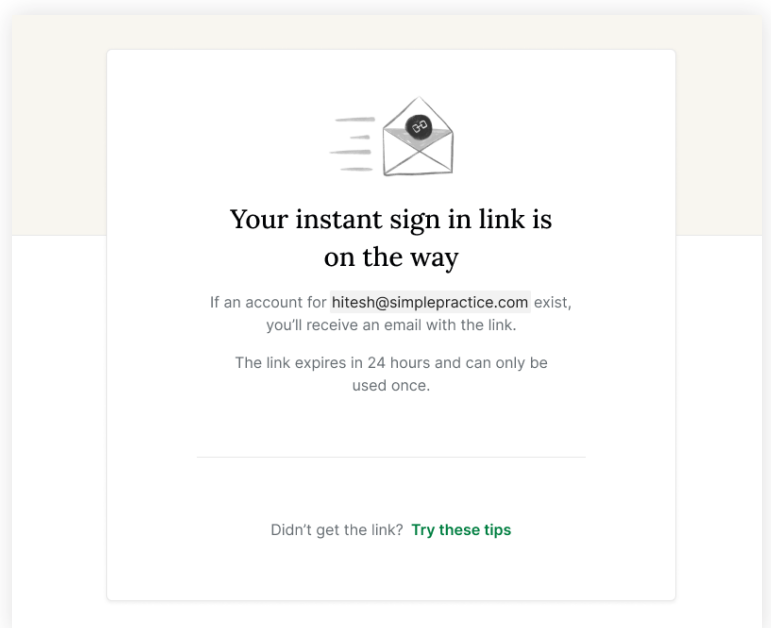 Your instant sign in link is
on the way
If an account for hitesh@simplepractice.com exist,
you’ll receive an email with the link.
The link expires in 24 hours and can only be
used once.
Didn’t get the link? Try these tips